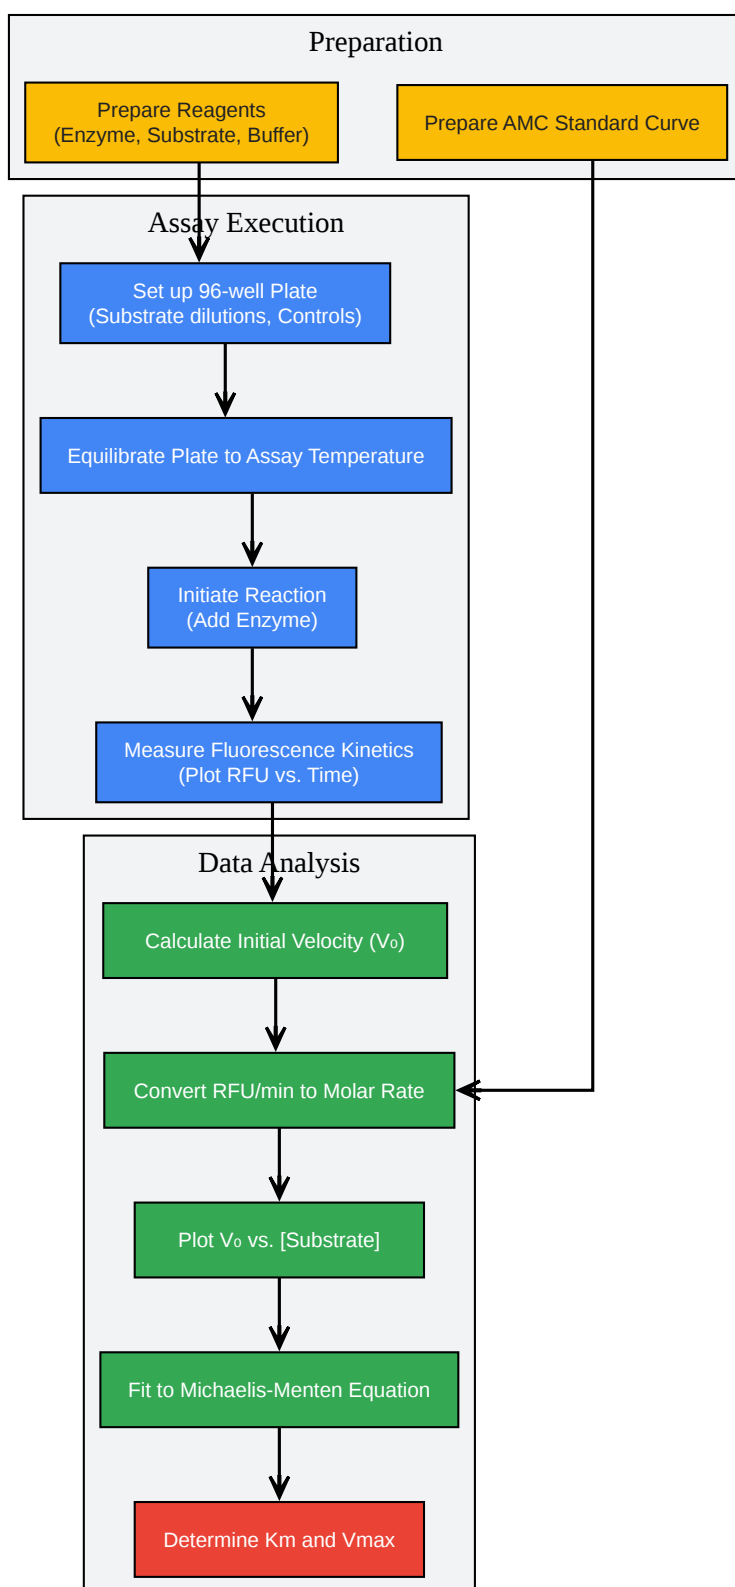 Preparation
Prepare Reagents
(Enzyme, Substrate, Buffer)
Prepare AMC Standard Curve
Assay Execution
Set up 96-well Plate
(Substrate dilutions, Controls)
Equilibrate Plate to Assay Temperature
Initiate Reaction
(Add Enzyme)
Measure Fluorescence Kinetics
(Plot RFU vs. Time)
Data Analysis
Calculate Initial Velocity (V₀)
Convert RFU/min to Molar Rate
Plot V₀ vs. [Substrate]
Fit to Michaelis-Menten Equation
Determine Km and Vmax